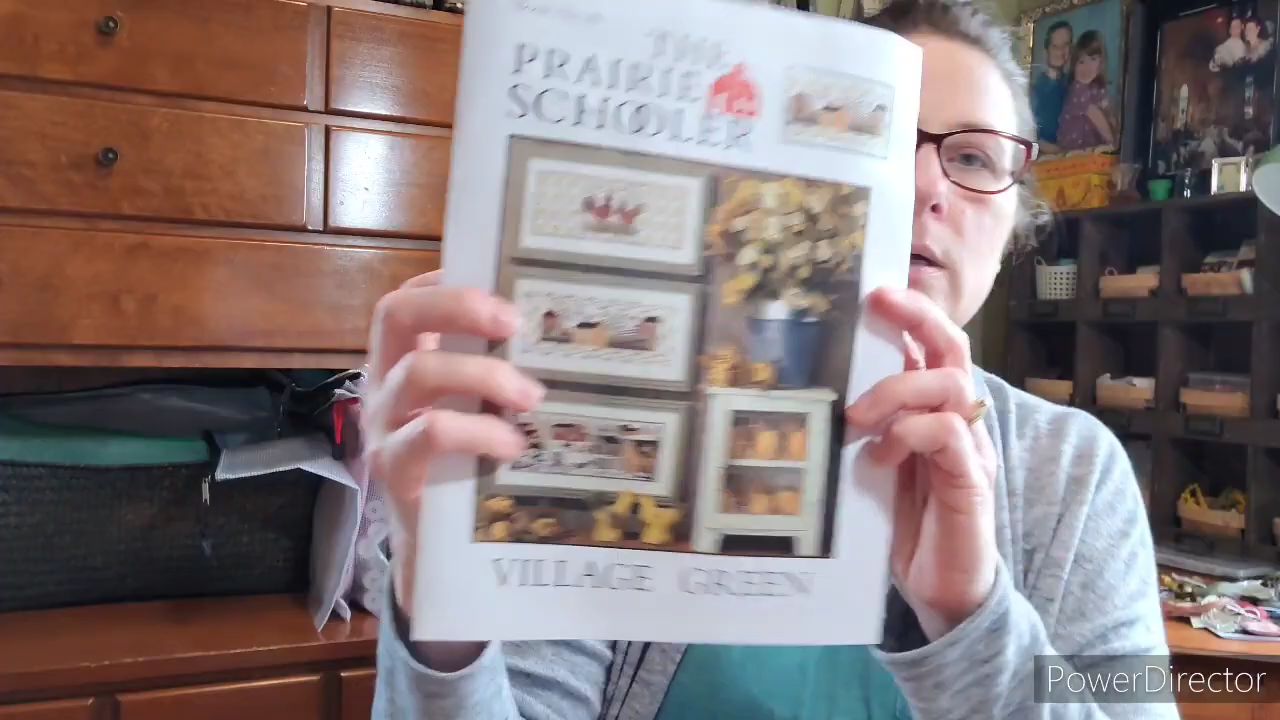 THE
PRAIRIE
SCHOOLER
VILLAGE GREEN
PowerDirector